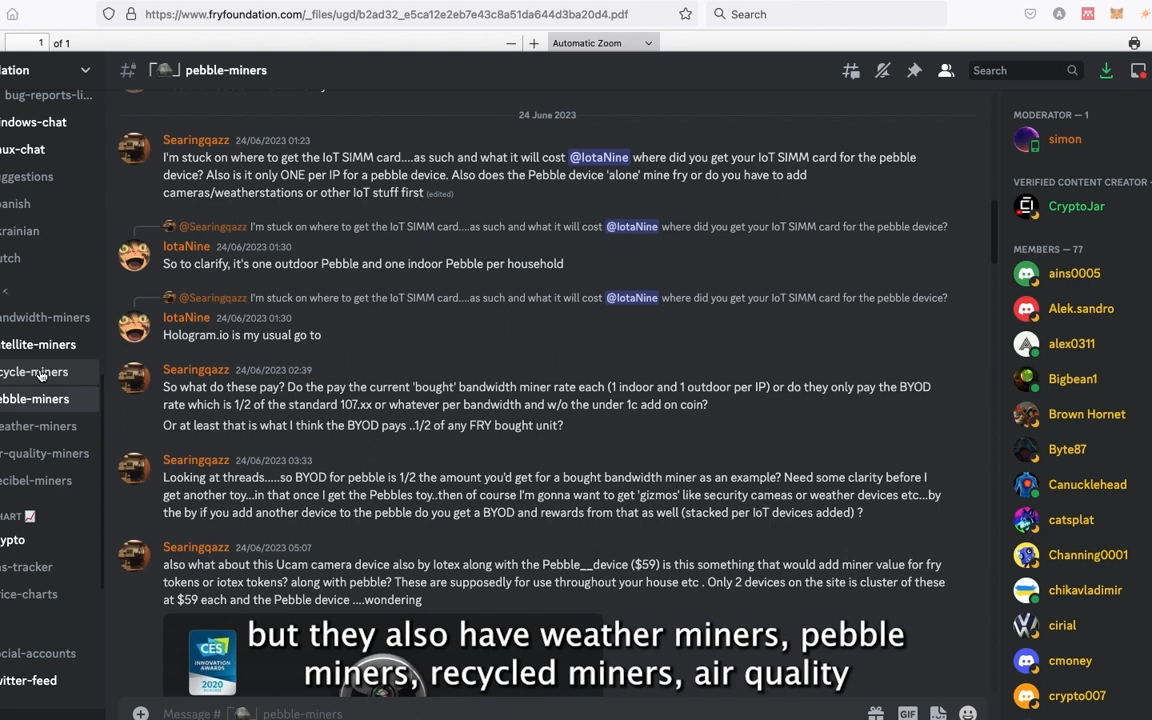 https://www.fryfoundation.com/_files/ugd/b2ad32_e5ca12e2eb7e43c8a51da644d3ba20d4.pdf
Search
1 of 1
Automatic Zoom
dation
pebble-miners
Search
bug-reports-li...
ndows-chat
nux-chat
uggestions
panish
krainian
utch
andwidth-miners
tellite-miners
cycle-miners
ebble-miners
eather-miners
r-quality-miners
ecibel-miners
HART
ypto
as-tracker
rice-charts
ocial-accounts
witter-feed
24 June 2023
Searingqazz 24/06/2023 01:23
I'm stuck on where to get the IoT SIMM card....as such and what it will cost @IotaNine where did you get your IoT SIMM card for the pebble
device? Also is it only ONE per IP for a pebble device. Also does the Pebble device 'alone' mine fry or do you have to add
cameras/weatherstations or other IoT stuff first (edited)
@Searingqazz I'm stuck on where to get the IoT SIMM card....as such and what it will cost @IotaNine where did you get your IoT SIMM card for the pebble device?
IotaNine 24/06/2023 01:30
So to clarify, it's one outdoor Pebble and one indoor Pebble per household
@Searingqazz I'm stuck on where to get the IoT SIMM card....as such and what it will cost @IotaNine where did you get your IoT SIMM card for the pebble device?
IotaNine 24/06/2023 01:30
Hologram.io is my usual go to
Searingqazz 24/06/2023 02:39
So what do these pay? Do the pay the current 'bought' bandwidth miner rate each (1 indoor and 1 outdoor per IP) or do they only pay the BYOD
rate which is 1/2 of the standard 107.xx or whatever per bandwidth and w/o the under 1c add on coin?
Or at least that is what I think the BYOD pays ..1/2 of any FRY bought unit?
Searingqazz 24/06/2023 03:33
Looking at threads.....so BYOD for pebble is 1/2 the amount you'd get for a bought bandwidth miner as an example? Need some clarity before I
get another toy...in that once I get the Pebbles toy..then of course I'm gonna want to get 'gizmos' like security cameas or weather devices etc...by
the by if you add another device to the pebble do you get a BYOD and rewards from that as well (stacked per IoT devices added) ?
Searingqazz 24/06/2023 05:07
also what about this Ucam camera device also by Iotex along with the Pebble__device ($59) is this something that would add miner value for fry
tokens or iotex tokens? along with pebble? These are supposedly for use throughout your house etc . Only 2 devices on the site is cluster of these
at $59 each and the Pebble device ....wondering
CES
INNOVATION
AWARDS
2020
but they also have weather miners, pebble
miners, recycled miners, air quality
Message # pebble-miners
GIF
MODERATOR — 1
simon
VERIFIED CONTENT CREATOR -
CryptoJar
MEMBERS — 77
ains0005
Alek.sandro
alex0311
Bigbean1
Brown Hornet
Byte87
Canucklehead
catsplat
Channing0001
chikavladimir
cirial
cmoney
crypto007